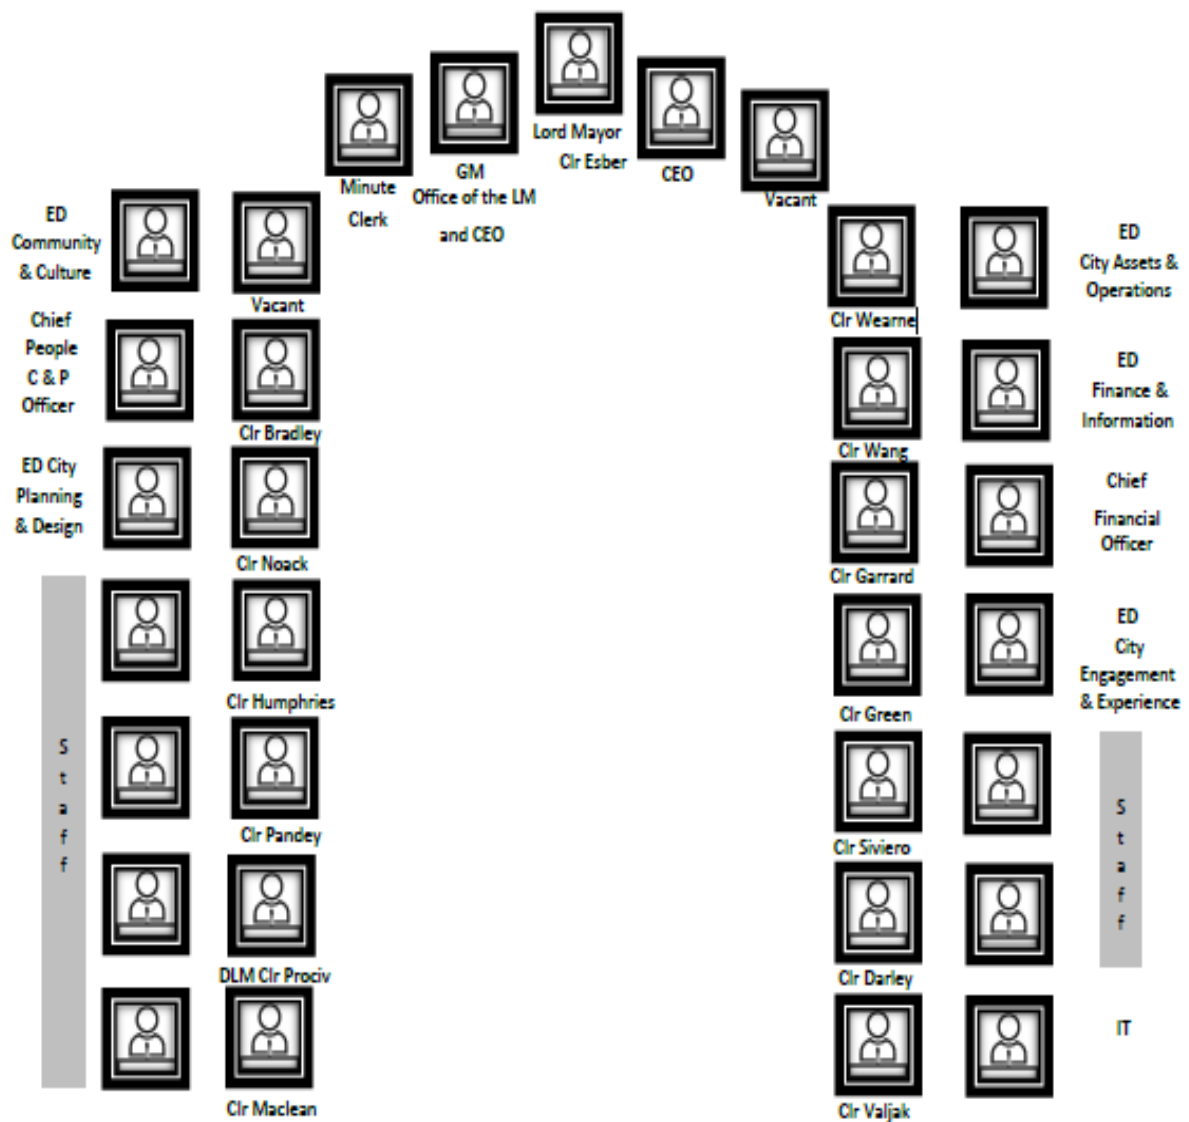 Lord Mayor
Clr Esber
GM
Office of the LM
and CEO
CEO
Minute
Clerk
Vacant
ED
Community
& Culture
Vacant
Chief
People
C & P
Officer
Clr Bradley
ED City
Planning
& Design
Clr Noack
Clr Humphries
Clr Pandey
DLM Clr Prociv
Clr Maclean
Staff
Clr Wearne
ED
City Assets &
Operations
Clr Wang
ED
Finance &
Information
Clr Garrard
Chief
Financial
Officer
Clr Green
ED
City
Engagement
& Experience
Clr Siviero
Clr Darley
Staff
Clr Valjak
IT